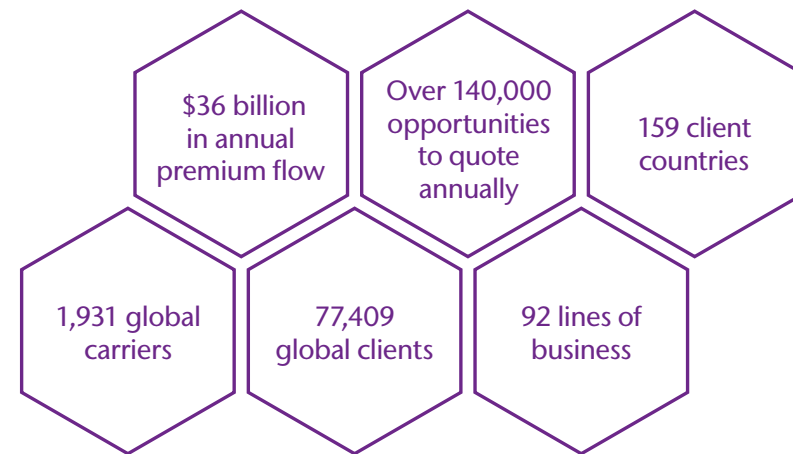 $36 billion
in annual
premium flow
Over 140,000
opportunities
to quote
annually
159 client
countries
1,931 global
carriers
77,409
global clients
92 lines of
business